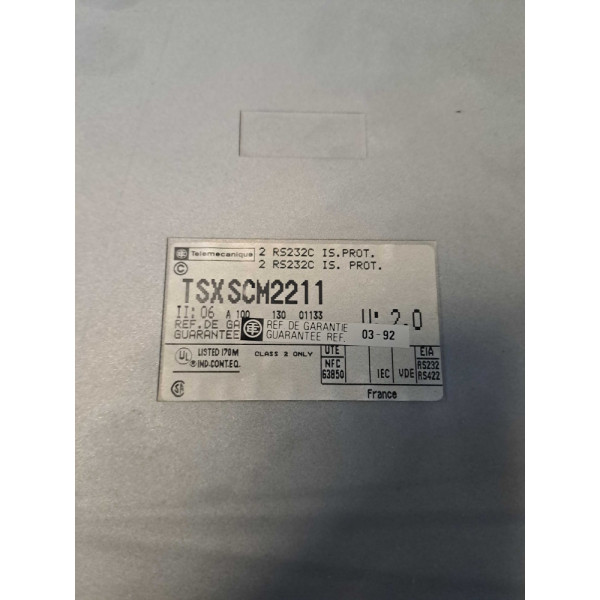 Telemecanique 2 RS232C IS.PROT.
© 2 RS232C IS. PROT.
TSXSCM2211
II: 06 A 100 130 01133 U: 2.0
REF.DE GA REF DE GARANTIE
GUARANTEE GUARANTEE REF. 03-92
UL LISTED 170M CLASS 2 ONLY UTE EIA
® IND.CONT.EQ. NFC 63850 IEC VDE RS232 RS422
France